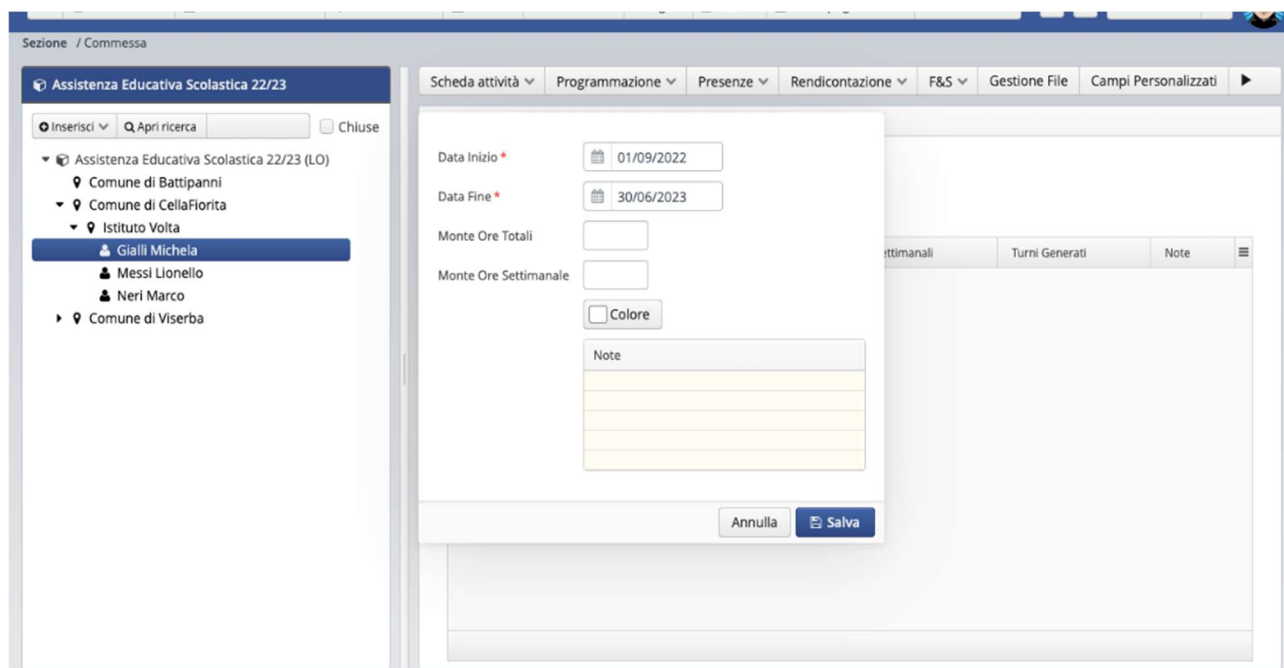 Sezione / Commessa
Assistenza Educativa Scolastica 22/23
Inserisci Apri ricerca Chiuse
Assistenza Educativa Scolastica 22/23 (LO)
Comune di Battipanni
Comune di CellaFiorita
Istituto Volta
Gialli Michela
Messi Lionello
Neri Marco
Comune di Viserba
Scheda attività Programmazione Presenze Rendicontazione F&S Gestione File Campi Personalizzati
Data Inizio * 01/09/2022
Data Fine * 30/06/2023
Monte Ore Totali
ettimanali Turni Generati Note
Monte Ore Settimanale
Colore
Note
Annulla Salva